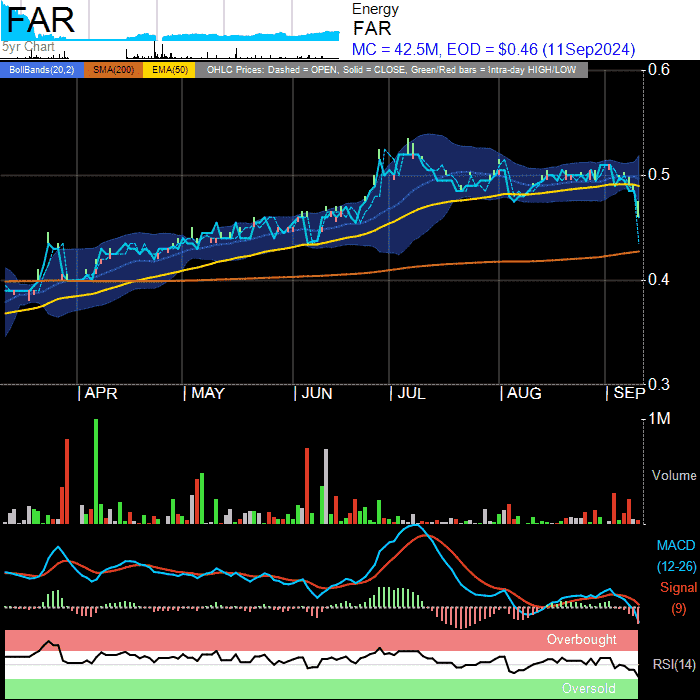 FAR
5yr Chart
Energy
FAR
MC = 42.5M, EOD = $0.46 (11Sep2024)
BollBands(20,2) SMA(200) EMA(50) OHLC Prices: Dashed = OPEN, Solid = CLOSE, Green/Red bars = Intra-day HIGH/LOW
0.6
0.5
0.4
0.3
| APR | MAY | JUN | JUL | AUG | SEP
1M
Volume
MACD
(12-26)
Signal
(9)
Overbought
RSI(14)
Oversold